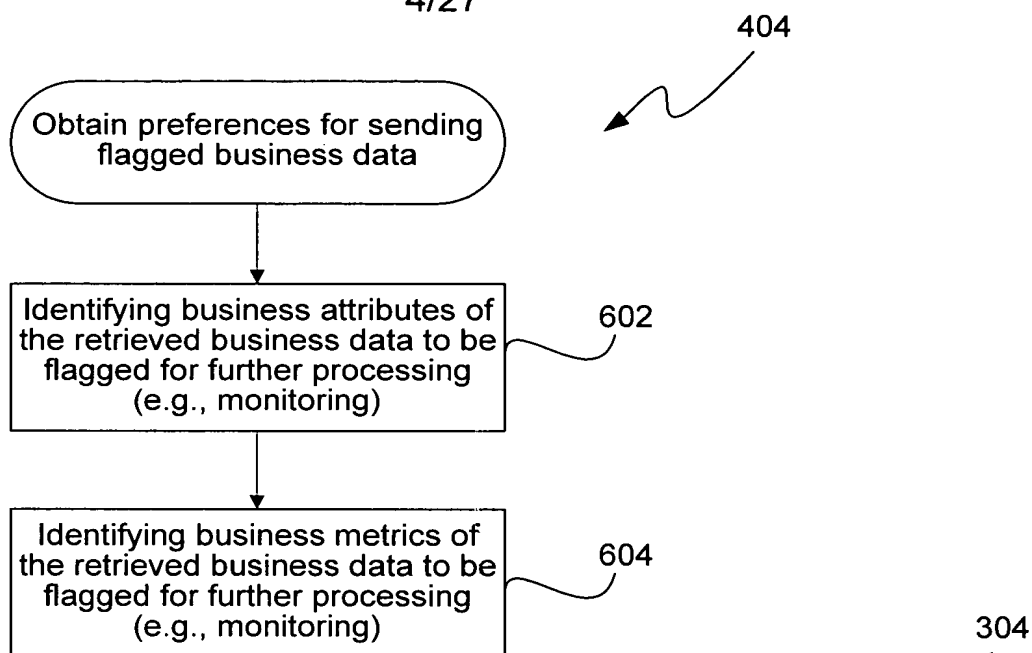 4/27
404
Obtain preferences for sending
flagged business data
Identifying business attributes of
the retrieved business data to be
flagged for further processing
(e.g., monitoring)
602
Identifying business metrics of
the retrieved business data to be
flagged for further processing
(e.g., monitoring)
604
304